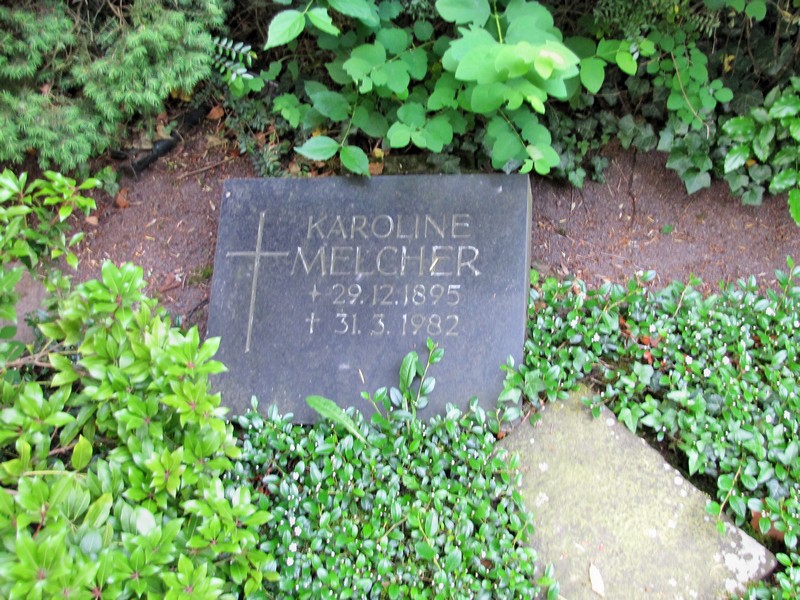 KAROLINE
MELCHER
* 29.12.1895
† 31.3.1982